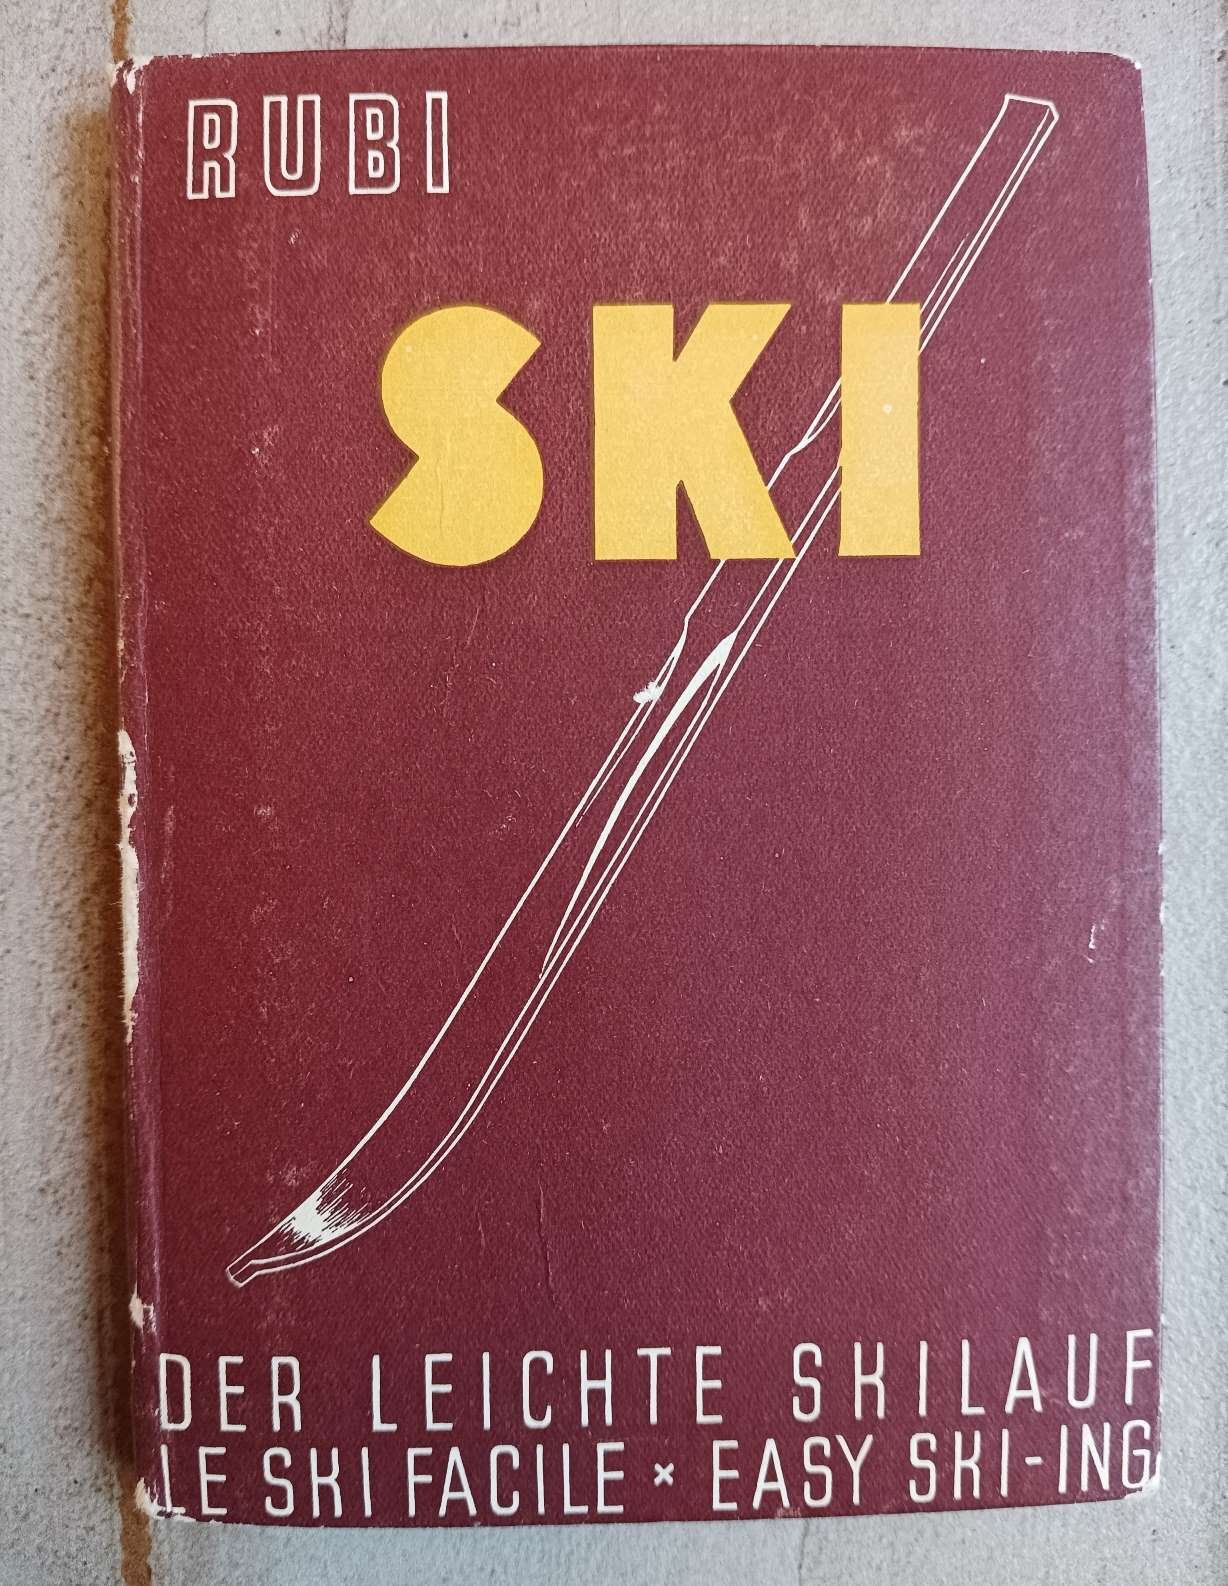 RUBI
SKI
DER LEICHTE SKILAUF
LE SKI FACILE × EASY SKI-ING